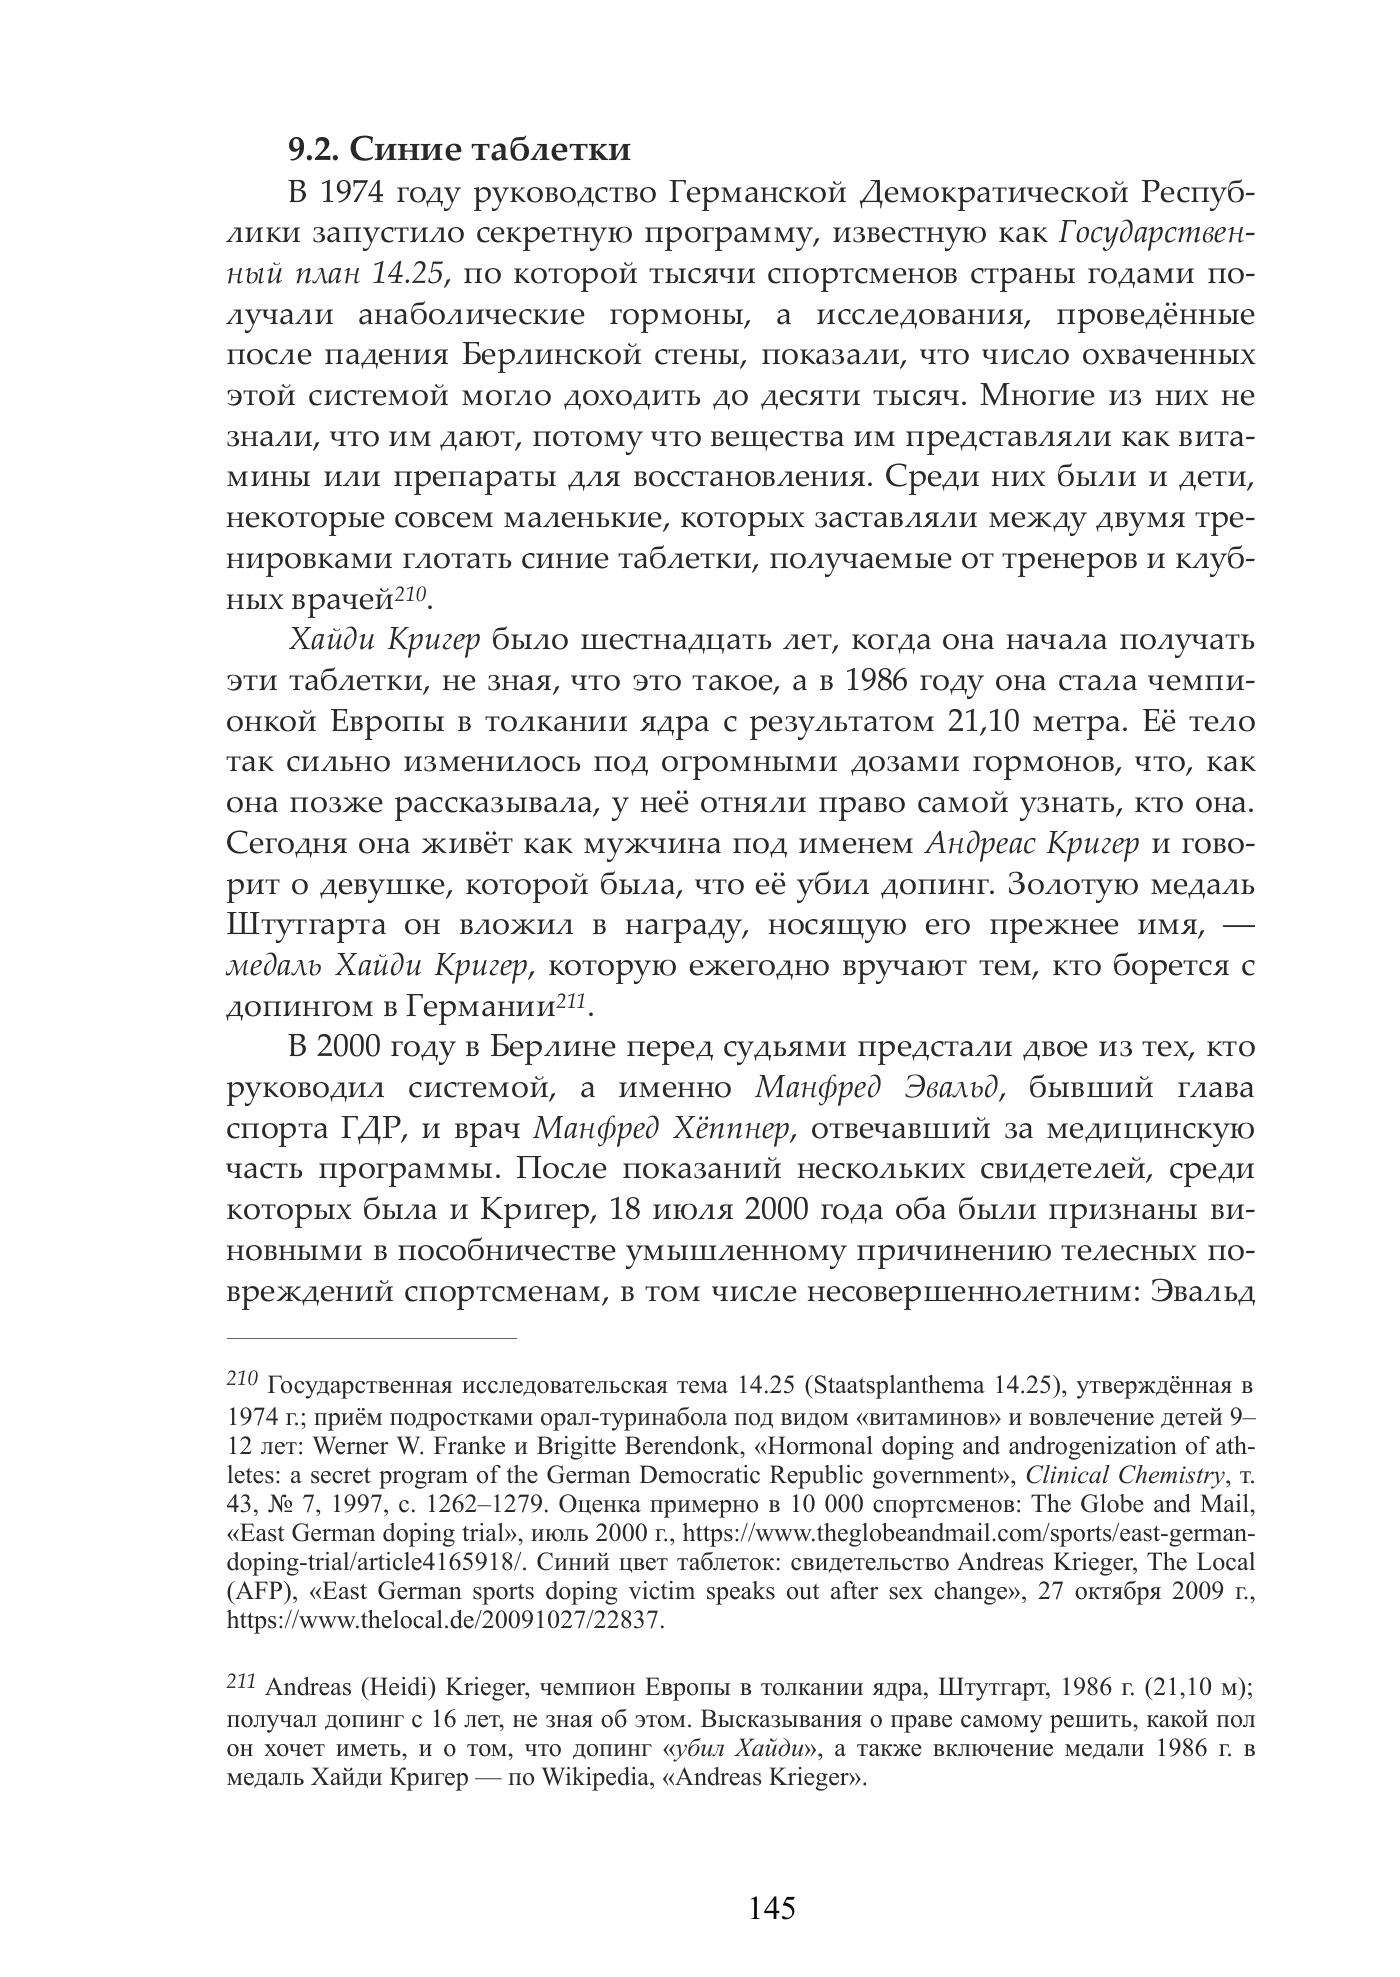 9.2. Синие таблетки
В 1974 году руководство Германской Демократической Респуб-
лики запустило секретную программу, известную как Государствен-
ный план 14.25, по которой тысячи спортсменов страны годами по-
лучали анаболические гормоны, а исследования, проведённые
после падения Берлинской стены, показали, что число охваченных
этой системой могло доходить до десяти тысяч. Многие из них не
знали, что им дают, потому что вещества им представляли как вита-
мины или препараты для восстановления. Среди них были и дети,
некоторые совсем маленькие, которых заставляли между двумя тре-
нировками глотать синие таблетки, получаемые от тренеров и клуб-
ных врачей210.
Хайди Кригер было шестнадцать лет, когда она начала получать
эти таблетки, не зная, что это такое, а в 1986 году она стала чемпи-
онкой Европы в толкании ядра с результатом 21,10 метра. Её тело
так сильно изменилось под огромными дозами гормонов, что, как
она позже рассказывала, у неё отняли право самой узнать, кто она.
Сегодня она живёт как мужчина под именем Андреас Кригер и гово-
рит о девушке, которой была, что её убил допинг. Золотую медаль
Штутгарта он вложил в награду, носящую его прежнее имя, —
медаль Хайди Кригер, которую ежегодно вручают тем, кто борется с
допингом в Германии211.
В 2000 году в Берлине перед судьями предстали двое из тех, кто
руководил системой, а именно Манфред Эвальд, бывший глава
спорта ГДР, и врач Манфред Хёппнер, отвечавший за медицинскую
часть программы. После показаний нескольких свидетелей, среди
которых была и Кригер, 18 июля 2000 года оба были признаны ви-
новными в пособничестве умышленному причинению телесных по-
вреждений спортсменам, в том числе несовершеннолетним: Эвальд
210 Государственная исследовательская тема 14.25 (Staatsplanthema 14.25), утверждённая в
1974 г.; приём подростками орал-туринабола под видом «витаминов» и вовлечение детей 9–
12 лет: Werner W. Franke и Brigitte Berendonk, «Hormonal doping and androgenization of ath-
letes: a secret program of the German Democratic Republic government», Clinical Chemistry, т.
43, № 7, 1997, с. 1262–1279. Оценка примерно в 10 000 спортсменов: The Globe and Mail,
«East German doping trial», июль 2000 г., https://www.theglobeandmail.com/sports/east-german-
doping-trial/article4165918/. Синий цвет таблеток: свидетельство Andreas Krieger, The Local
(AFP), «East German sports doping victim speaks out after sex change», 27 октября 2009 г.,
https://www.thelocal.de/20091027/22837.
211 Andreas (Heidi) Krieger, чемпион Европы в толкании ядра, Штутгарт, 1986 г. (21,10 м);
получал допинг с 16 лет, не зная об этом. Высказывания о праве самому решить, какой пол
он хочет иметь, и о том, что допинг «убил Хайди», а также включение медали 1986 г. в
медаль Хайди Кригер — по Wikipedia, «Andreas Krieger».
145